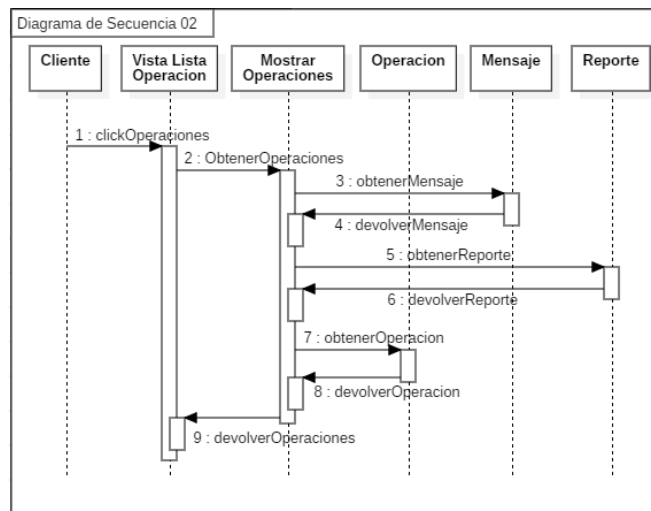 Diagrama de Secuencia 02
Cliente
Vista Lista
Operacion
Mostrar
Operaciones
Operacion
Mensaje
Reporte
1 : clickOperaciones
2 : ObtenerOperaciones
3 : obtenerMensaje
4 : devolverMensaje
5 : obtenerReporte
6 : devolverReporte
7 : obtenerOperacion
8 : devolverOperacion
9 : devolverOperaciones